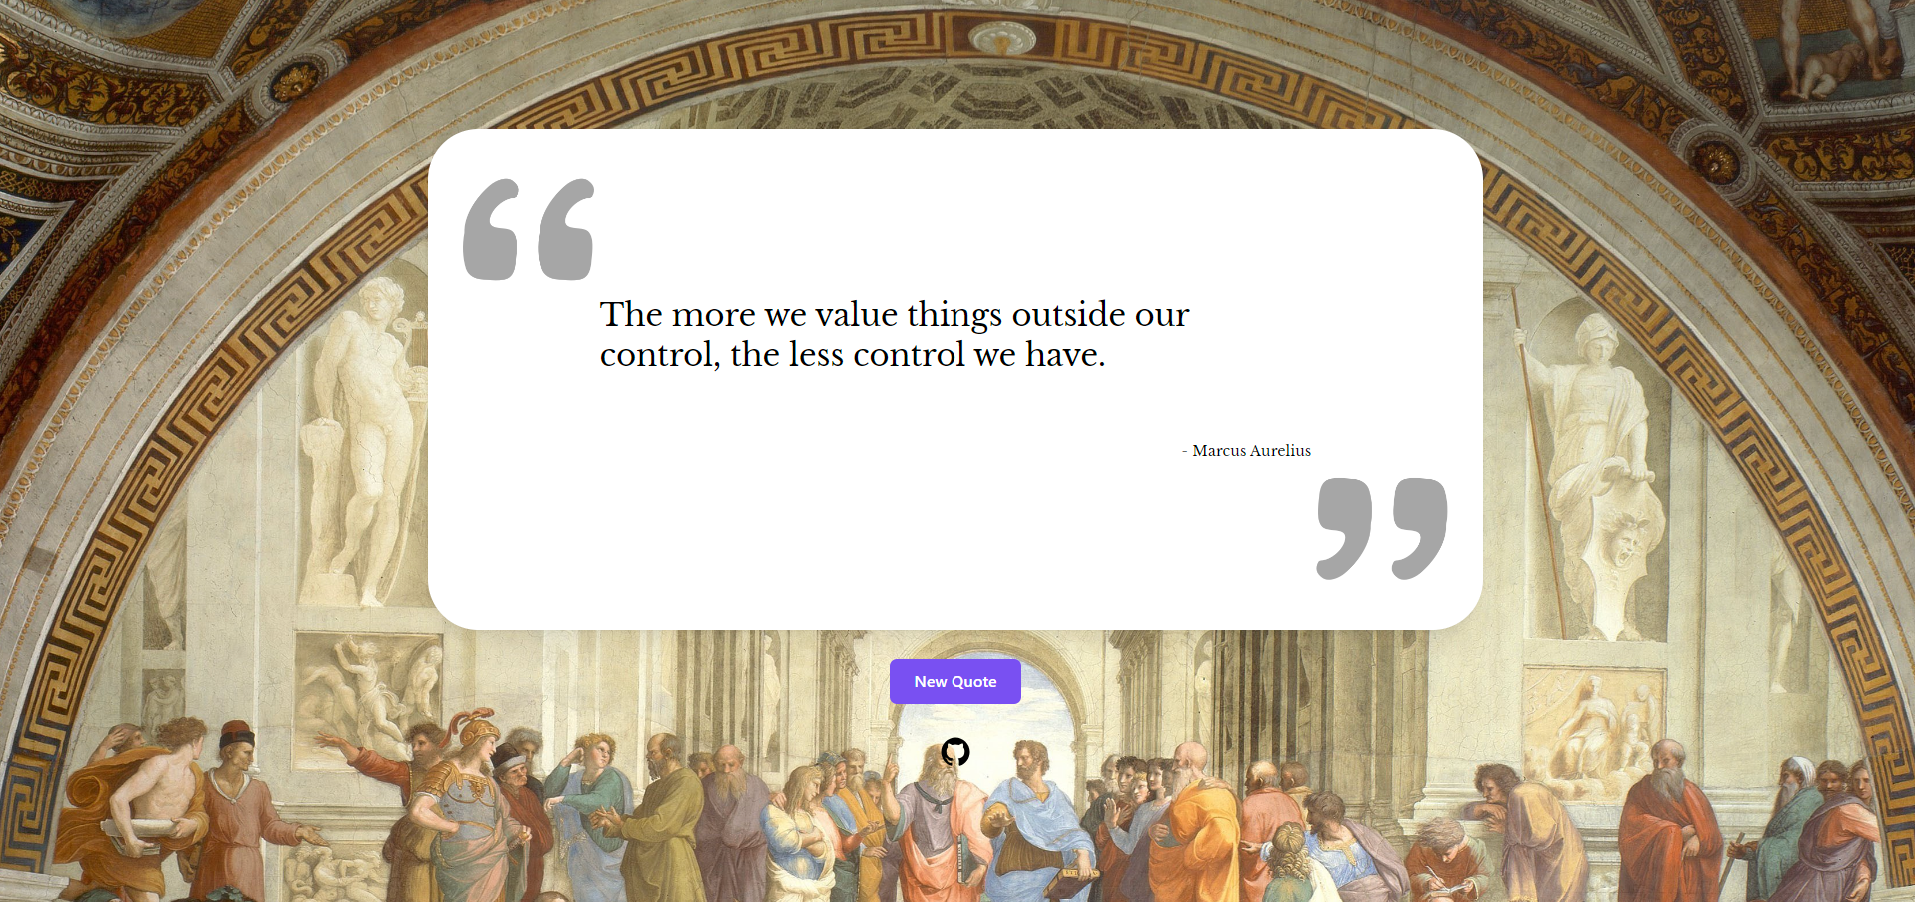 The more we value things outside our
control, the less control we have.
- Marcus Aurelius
New Quote